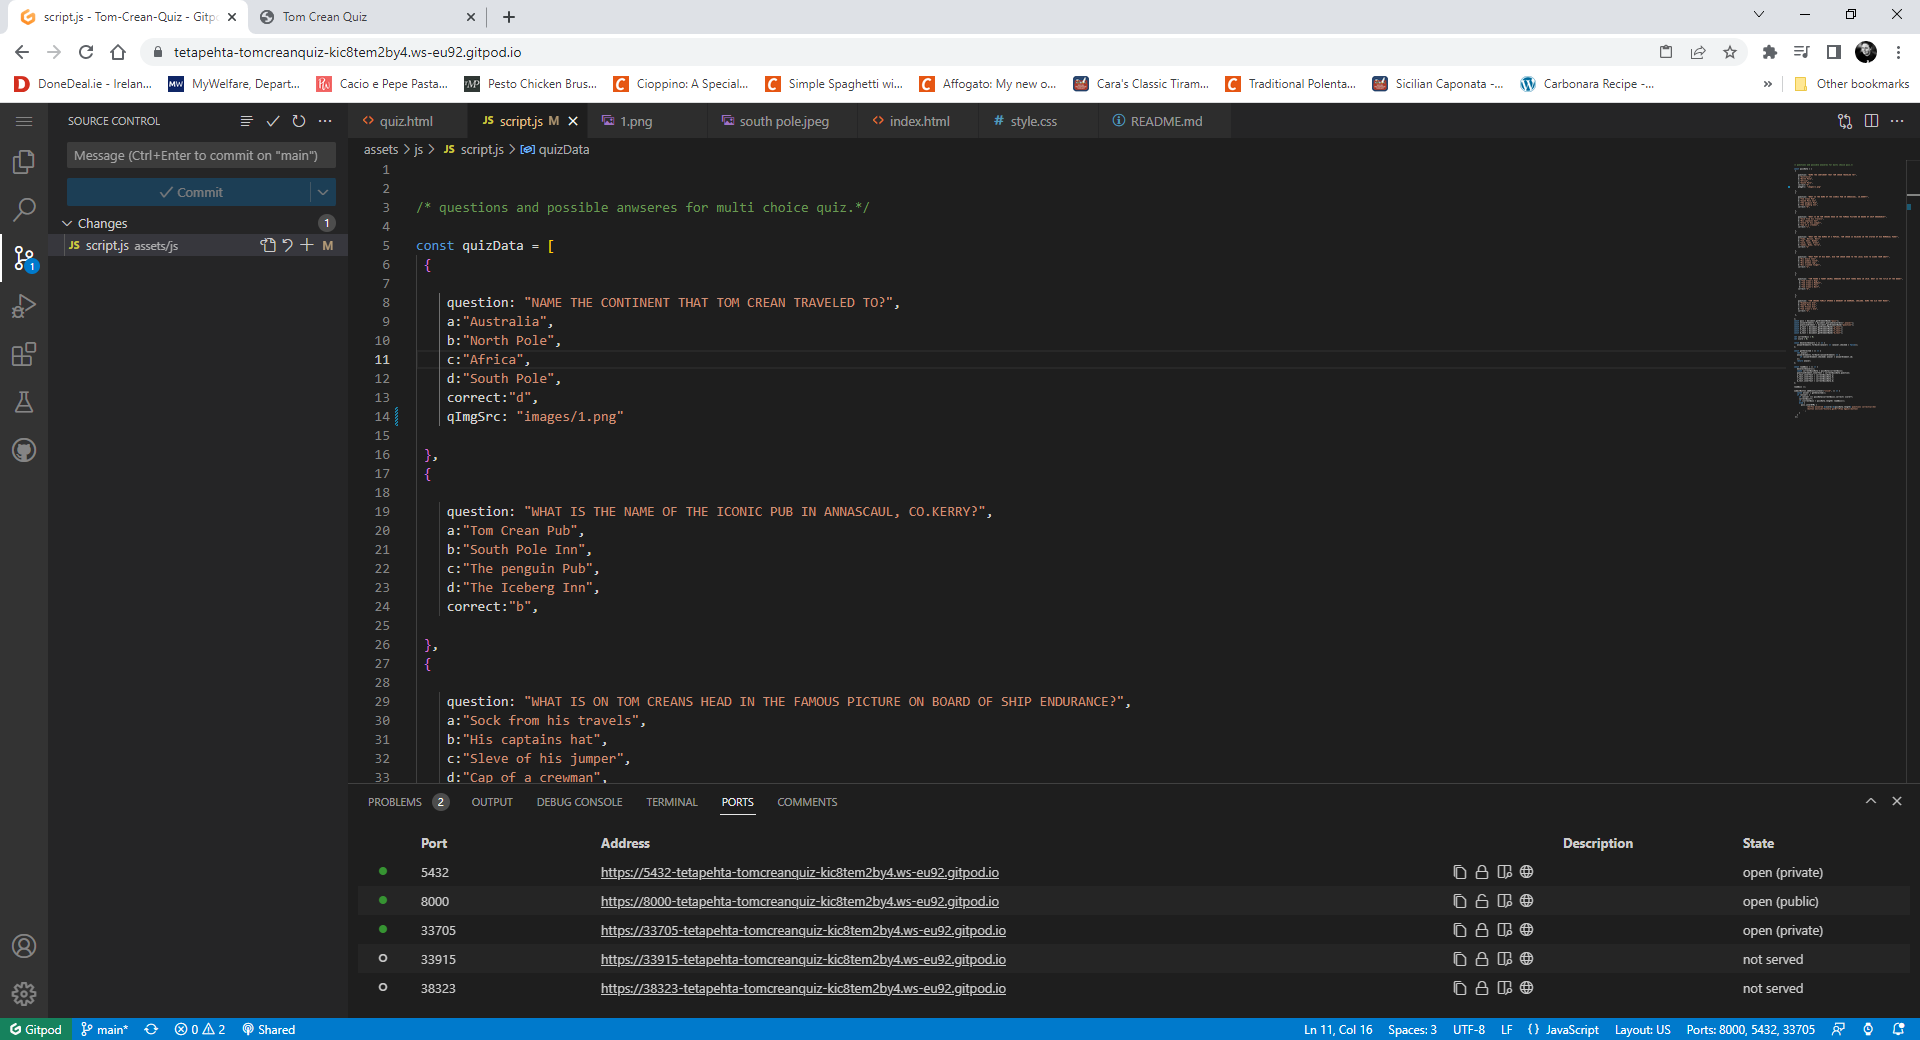 script.js - Tom-Crean-Quiz - Gitp
Tom Crean Quiz
tetapehta-tomcreanquiz-kic8tem2by4.ws-eu92.gitpod.io
DoneDeal.ie - Irelan...
MW MyWelfare, Depart...
Cacio e Pepe Pasta...
Pesto Chicken Brus...
Cioppino: A Special...
Simple Spaghetti wi...
Affogato: My new o...
Cara's Classic Tiram...
Traditional Polenta...
Sicilian Caponata -...
Carbonara Recipe -...
Other bookmarks
SOURCE CONTROL
quiz.html
JS script.js M
1.png
south pole.jpeg
index.html
# style.css
README.md
Message (Ctrl+Enter to commit on "main")
Commit
Changes 1
JS script.js assets/js M
1
assets > js > JS script.js > quizData
1
2
3 /* questions and possible anwseres for multi choice quiz.*/
4
5 const quizData = [
6 {
7
8 question: "NAME THE CONTINENT THAT TOM CREAN TRAVELED TO?",
9 a:"Australia",
10 b:"North Pole",
11 c:"Africa",
12 d:"South Pole",
13 correct:"d",
14 qImgSrc: "images/1.png"
15
16 },
17 {
18
19 question: "WHAT IS THE NAME OF THE ICONIC PUB IN ANNASCAUL, CO.KERRY?",
20 a:"Tom Crean Pub",
21 b:"South Pole Inn",
22 c:"The penguin Pub",
23 d:"The Iceberg Inn",
24 correct:"b",
25
26 },
27 {
28
29 question: "WHAT IS ON TOM CREANS HEAD IN THE FAMOUS PICTURE ON BOARD OF SHIP ENDURANCE?",
30 a:"Sock from his travels",
31 b:"His captains hat",
32 c:"Sleve of his jumper",
33 d:"Cap of a crewman",
PROBLEMS 2 OUTPUT DEBUG CONSOLE TERMINAL PORTS COMMENTS
Port Address Description State
5432 https://5432-tetapehta-tomcreanquiz-kic8tem2by4.ws-eu92.gitpod.io open (private)
8000 https://8000-tetapehta-tomcreanquiz-kic8tem2by4.ws-eu92.gitpod.io open (public)
33705 https://33705-tetapehta-tomcreanquiz-kic8tem2by4.ws-eu92.gitpod.io open (private)
33915 https://33915-tetapehta-tomcreanquiz-kic8tem2by4.ws-eu92.gitpod.io not served
38323 https://38323-tetapehta-tomcreanquiz-kic8tem2by4.ws-eu92.gitpod.io not served
Gitpod main* 0 2 Shared
Ln 11, Col 16 Spaces: 3 UTF-8 LF {} JavaScript Layout: US Ports: 8000, 5432, 33705